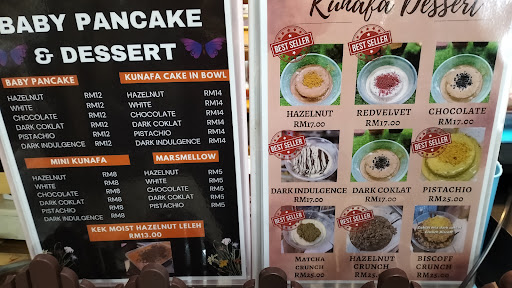 BABY PANCAKE
& DESSERT
BABY PANCAKE
HAZELNUT RM12
WHITE RM12
CHOCOLATE RM12
DARK COKLAT RM12
PISTACHIO RM12
DARK INDULGENCE RM12
KUNAFA CAKE IN BOWL
HAZELNUT RM14
WHITE RM14
CHOCOLATE RM14
DARK COKLAT RM14
PISTACHIO RM14
DARK INDULGENCE RM14
MINI KUNAFA
HAZELNUT RM8
WHITE RM8
CHOCOLATE RM8
DARK COKLAT RM8
PISTACHIO RM8
DARK INDULGENCE RM8
MARSMELLOW
HAZELNUT RM5
WHITE RM5
CHOCOLATE RM5
DARK COKLAT RM5
PISTACHIO RM5
KEK MOIST HAZELNUT LELEH
RM13.00
Kunafa Dessert
BEST SELLER
BEST SELLER
HAZELNUT
RM17.00
REDVELVET
RM17.00
CHOCOLATE
RM17.00
BEST SELLER
BEST SELLER
DARK INDULGENCE
RM17.00
DARK COKLAT
RM17.00
PISTACHIO
RM25.00
BEST SELLER
BEST SELLER
MATCHA
CRUNCH
HAZELNUT
CRUNCH
RM25.00
BISCOFF
CRUNCH
RM25.00